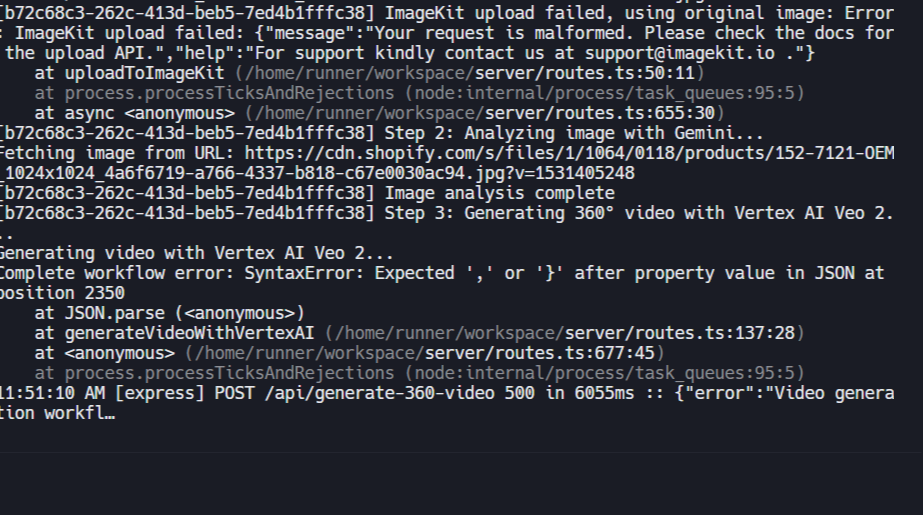 [b72c68c3-262c-413d-beb5-7ed4b1fffc38] ImageKit upload failed, using original image: Error
: ImageKit upload failed: {"message":"Your request is malformed. Please check the docs for
the upload API.","help":"For support kindly contact us at support@imagekit.io ."}
at uploadToImageKit (/home/runner/workspace/server/routes.ts:50:11)
at process.processTicksAndRejections (node:internal/process/task_queues:95:5)
at async <anonymous> (/home/runner/workspace/server/routes.ts:655:30)
[b72c68c3-262c-413d-beb5-7ed4b1fffc38] Step 2: Analyzing image with Gemini...
Fetching image from URL: https://cdn.shopify.com/s/files/1/1064/0118/products/152-7121-OEM
_1024x1024_4a6f6719-a766-4337-b818-c67e0030ac94.jpg?v=1531405248
[b72c68c3-262c-413d-beb5-7ed4b1fffc38] Image analysis complete
[b72c68c3-262c-413d-beb5-7ed4b1fffc38] Step 3: Generating 360° video with Vertex AI Veo 2.
..
Generating video with Vertex AI Veo 2...
Complete workflow error: SyntaxError: Expected ',' or '}' after property value in JSON at
position 2350
at JSON.parse (<anonymous>)
at generateVideoWithVertexAI (/home/runner/workspace/server/routes.ts:137:28)
at <anonymous> (/home/runner/workspace/server/routes.ts:677:45)
at process.processTicksAndRejections (node:internal/process/task_queues:95:5)
11:51:10 AM [express] POST /api/generate-360-video 500 in 6055ms :: {"error":"Video genera
tion workfl…